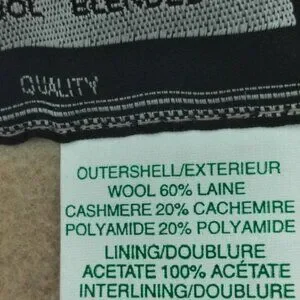 BLENDED
QUALITY
OUTERSHELL/EXTERIEUR
WOOL 60% LAINE
CASHMERE 20% CACHEMIRE
POLYAMIDE 20% POLYAMIDE
LINING/DOUBLURE
ACETATE 100% ACÉTATE
INTERLINING/DOUBLURE